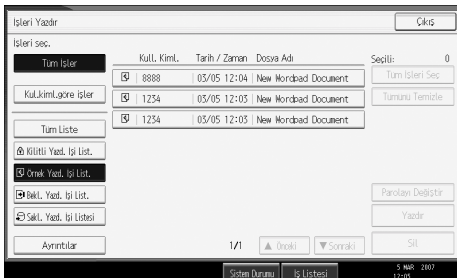 İşleri Yazdır
Çıkış
İşleri seç.
Tüm İşler
Kull. Kiml. Tarih / Zaman Dosya Adı
Seçili: 0
8888 03/05 12:04 New Wordpad Document
Tüm İşleri Seç
Kul.kiml.göre işler
1234 03/05 12:03 New Wordpad Document
Tümünü Temizle
1234 03/05 12:03 New Wordpad Document
Tüm Liste
Kilitli Yazd. İşi List.
Örnek Yazd. İşi List.
Bekl. Yazd. İşi List.
Parolayı Değiştir
Sakl. Yazd. İşi Listesi
Yazdır
Ayrıntılar
1/1
▲ Önceki
▼ Sonraki
Sil
Sistem Durumu
İş Listesi
5 MAR 2007
12:05